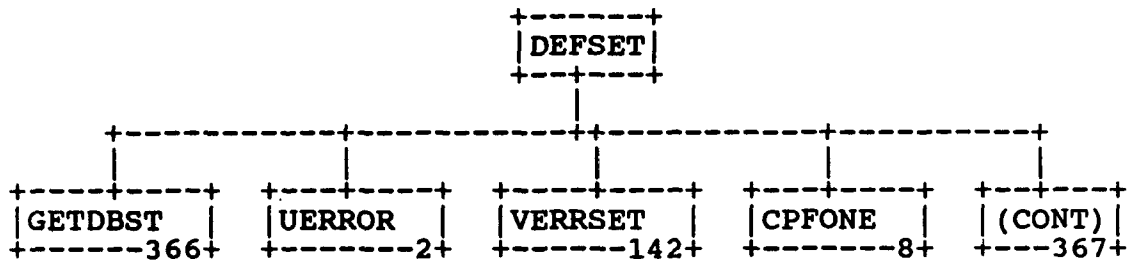 DEFSET
GETDBST UERROR VERRSET CPFONE (CONT)
366 2 142 8 367